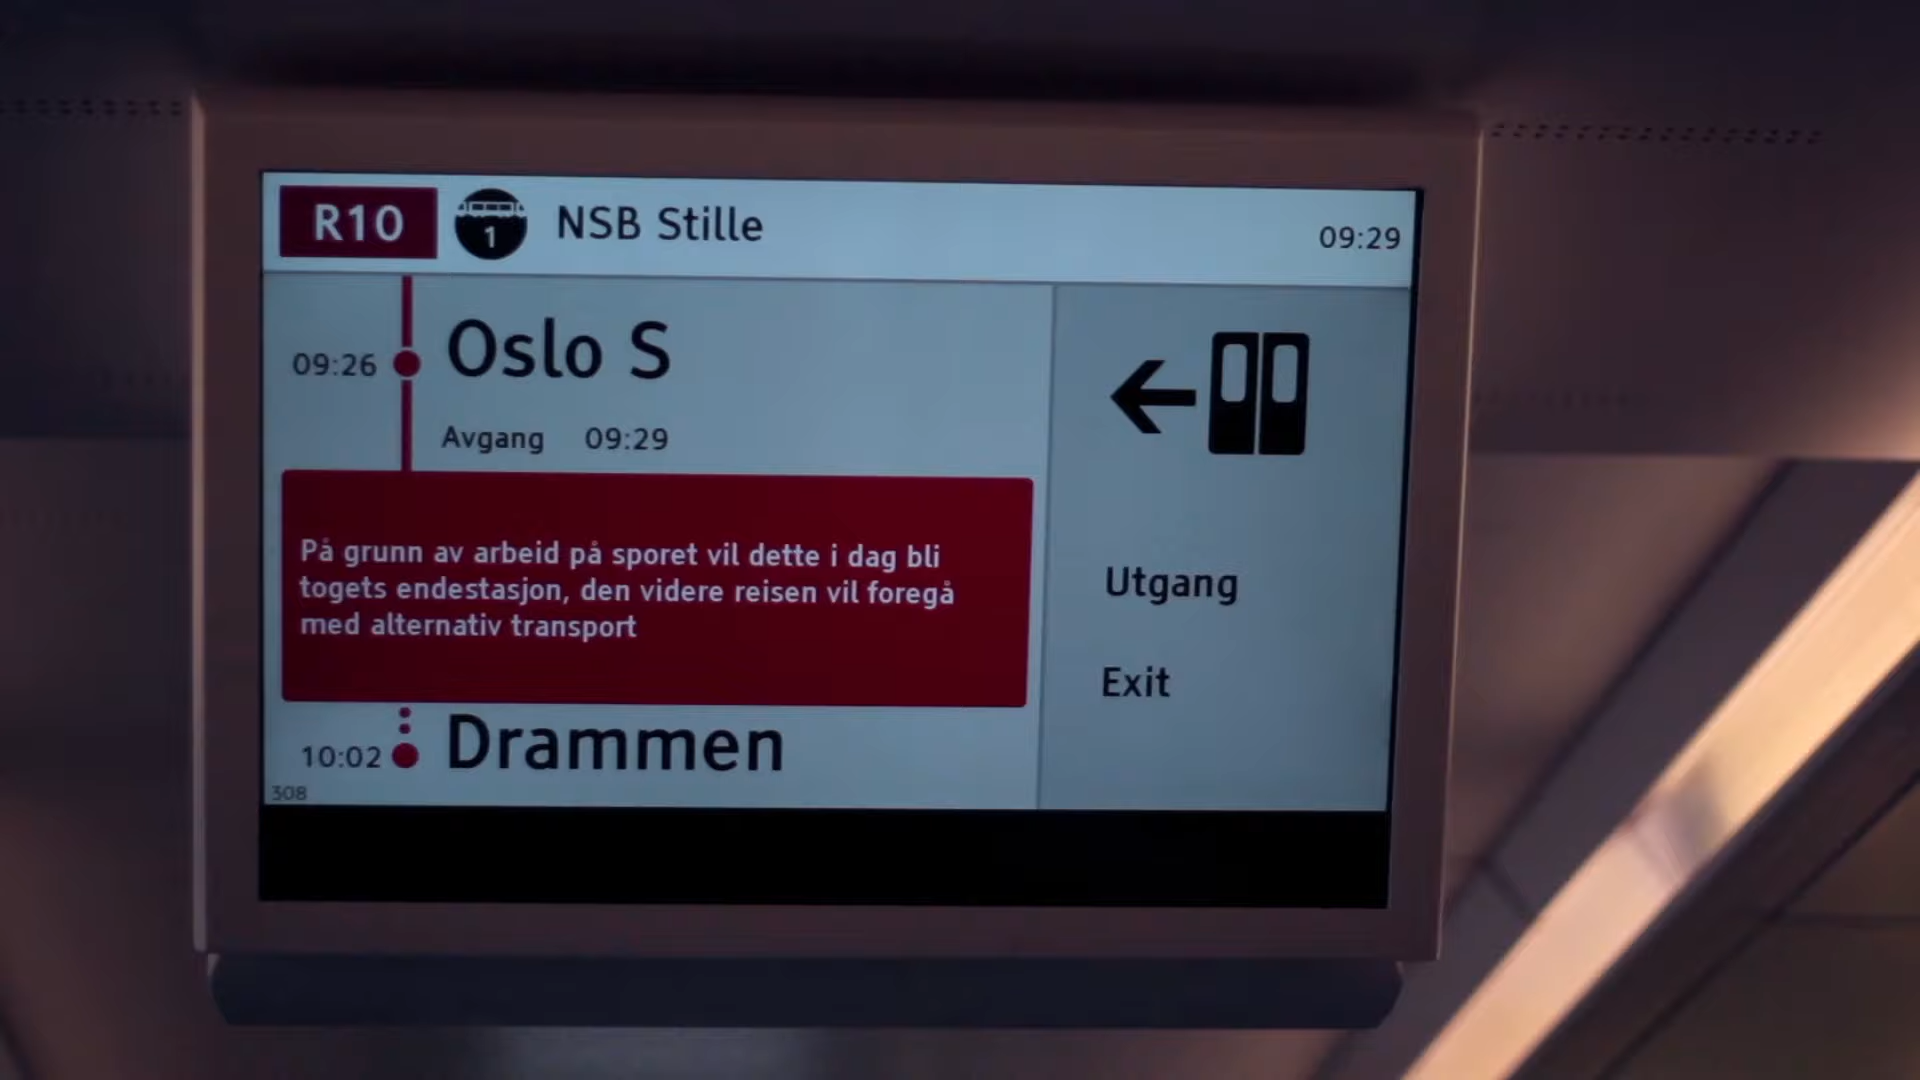 R10 1 NSB Stille 09:29
09:26 Oslo S
Avgang 09:29
På grunn av arbeid på sporet vil dette i dag bli
togets endestasjon, den videre reisen vil foregå
med alternativ transport
10:02 Drammen
308
Utgang
Exit